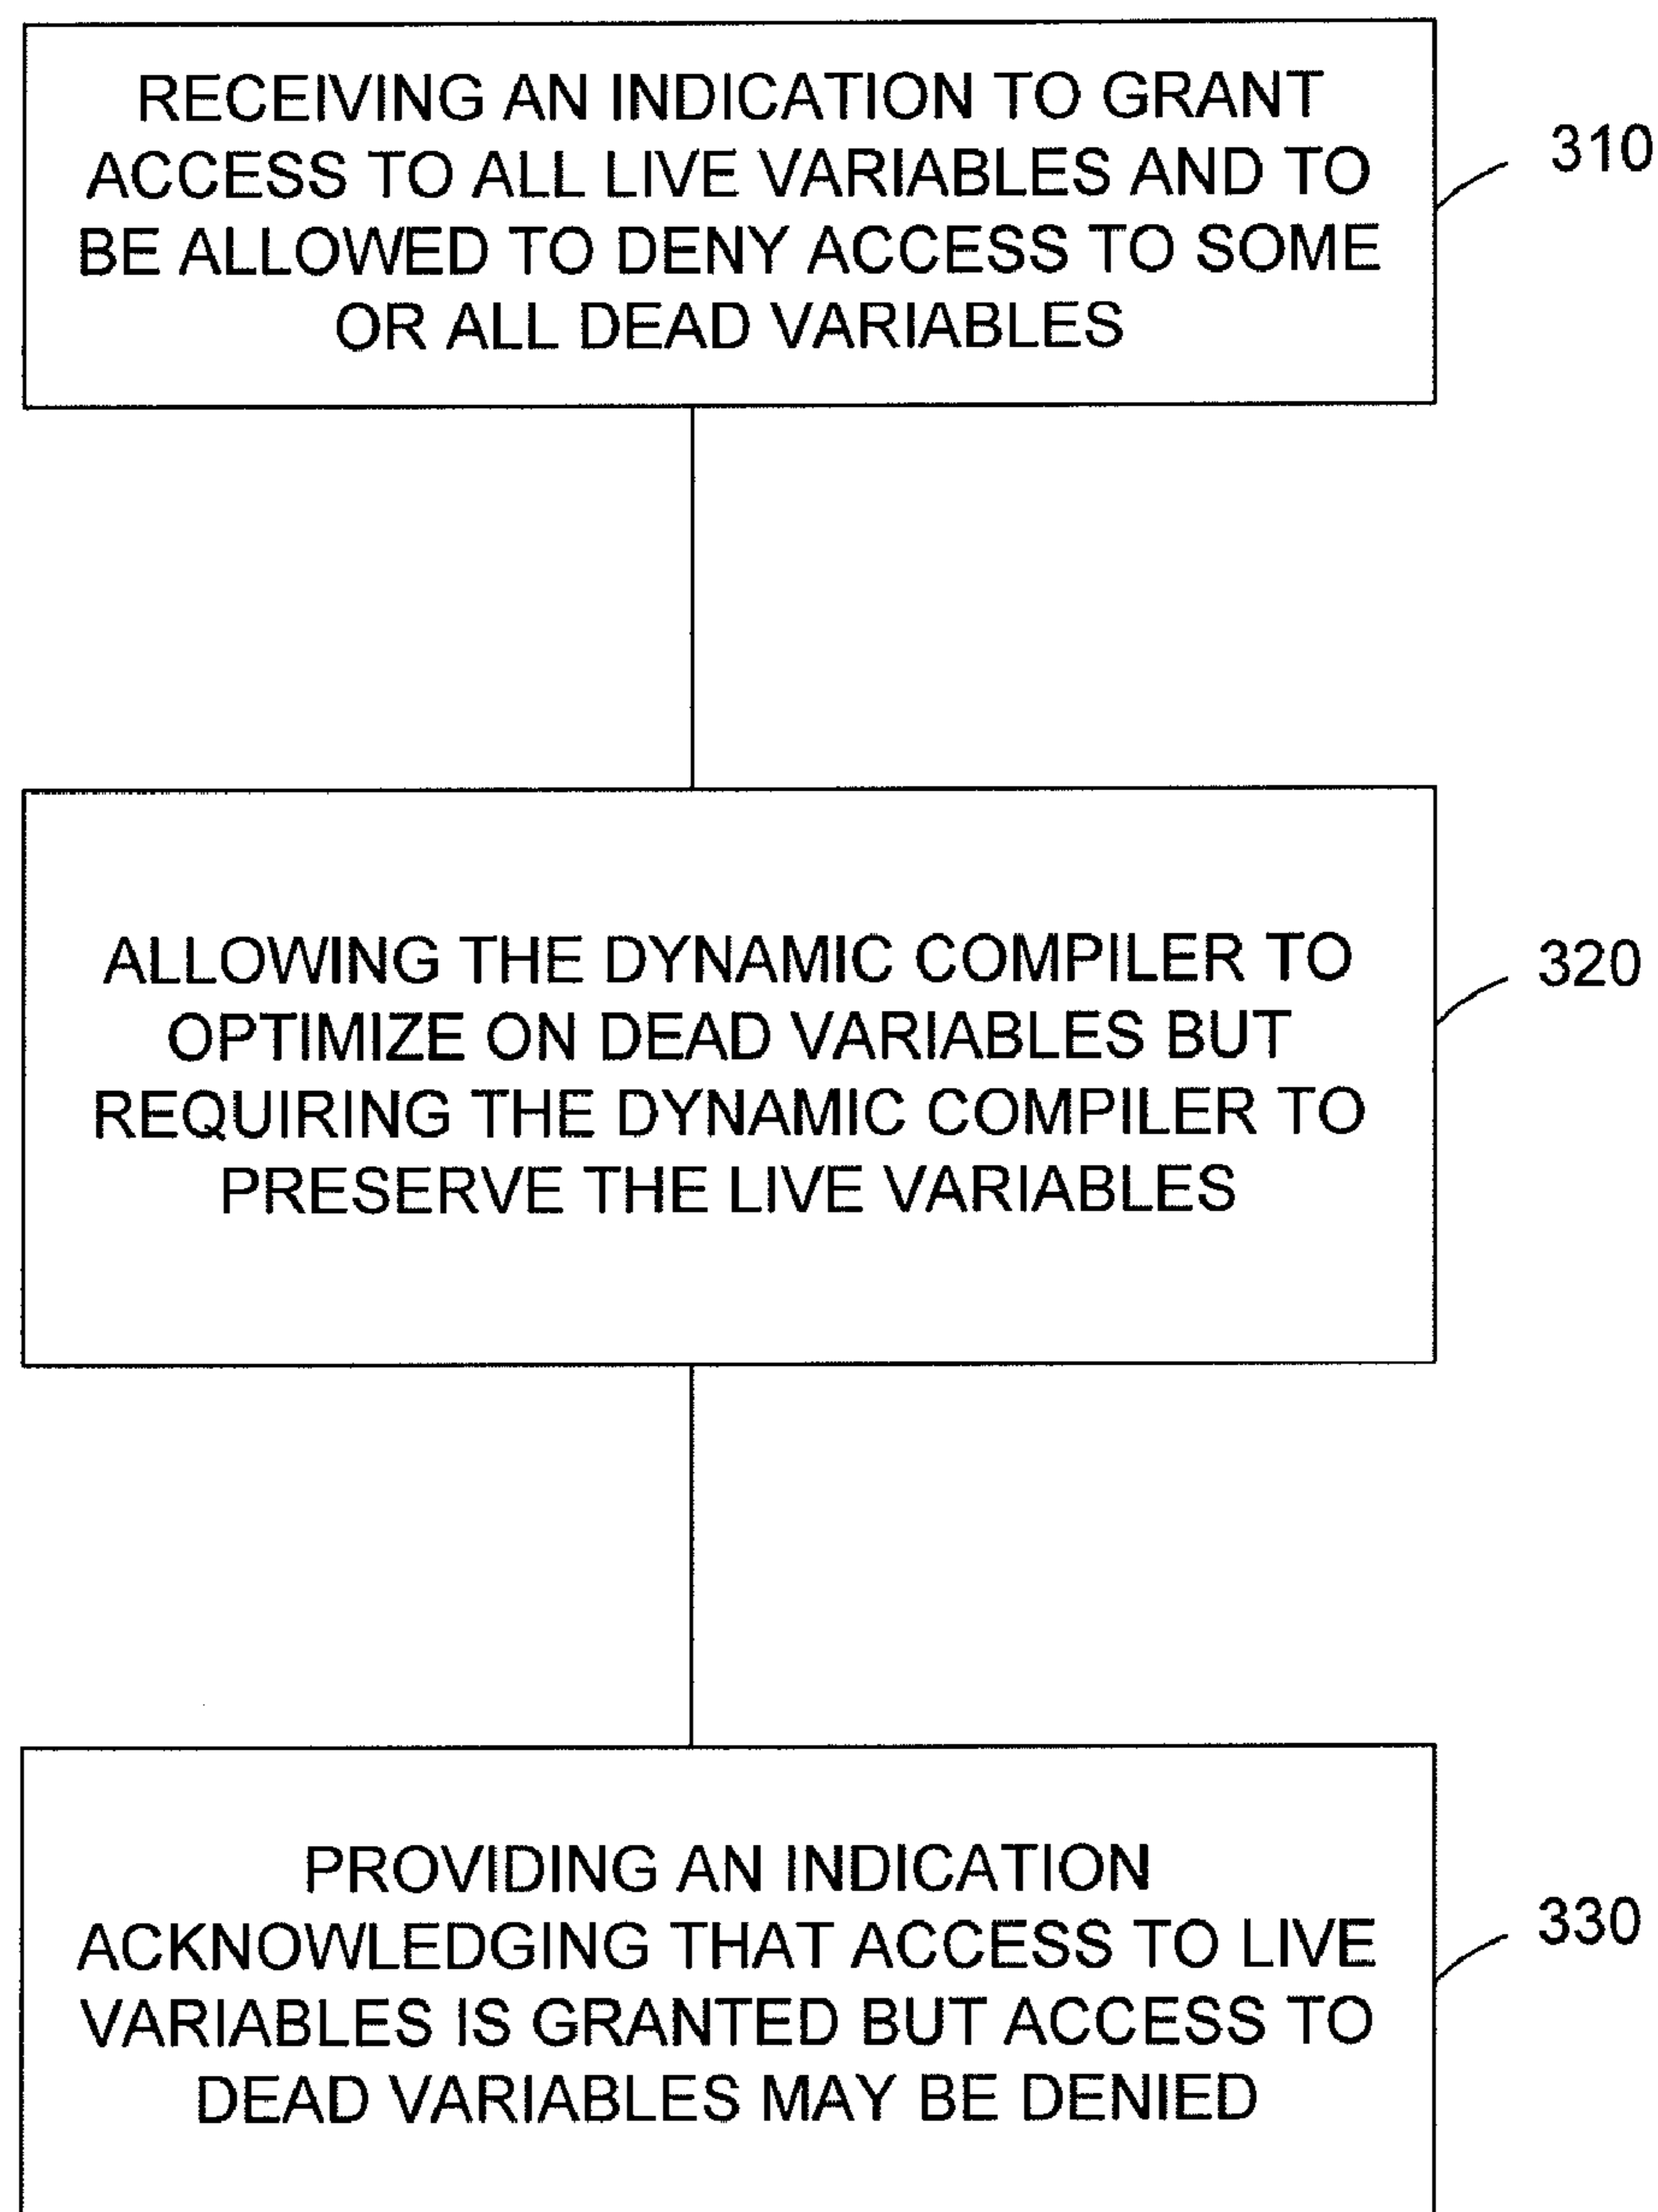 RECEIVING AN INDICATION TO GRANT
ACCESS TO ALL LIVE VARIABLES AND TO
BE ALLOWED TO DENY ACCESS TO SOME
OR ALL DEAD VARIABLES
310
ALLOWING THE DYNAMIC COMPILER TO
OPTIMIZE ON DEAD VARIABLES BUT
REQUIRING THE DYNAMIC COMPILER TO
PRESERVE THE LIVE VARIABLES
320
PROVIDING AN INDICATION
ACKNOWLEDGING THAT ACCESS TO LIVE
VARIABLES IS GRANTED BUT ACCESS TO
DEAD VARIABLES MAY BE DENIED
330